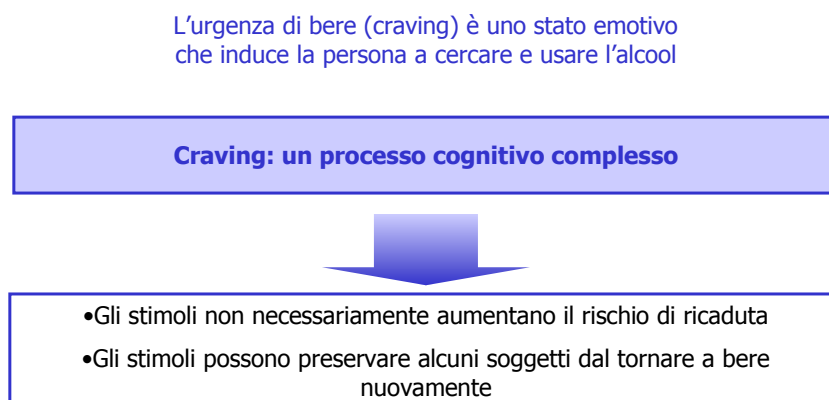 L'urgenza di bere (craving) è uno stato emotivo
che induce la persona a cercare e usare l'alcool
Craving: un processo cognitivo complesso
•Gli stimoli non necessariamente aumentano il rischio di ricaduta
•Gli stimoli possono preservare alcuni soggetti dal tornare a bere
nuovamente